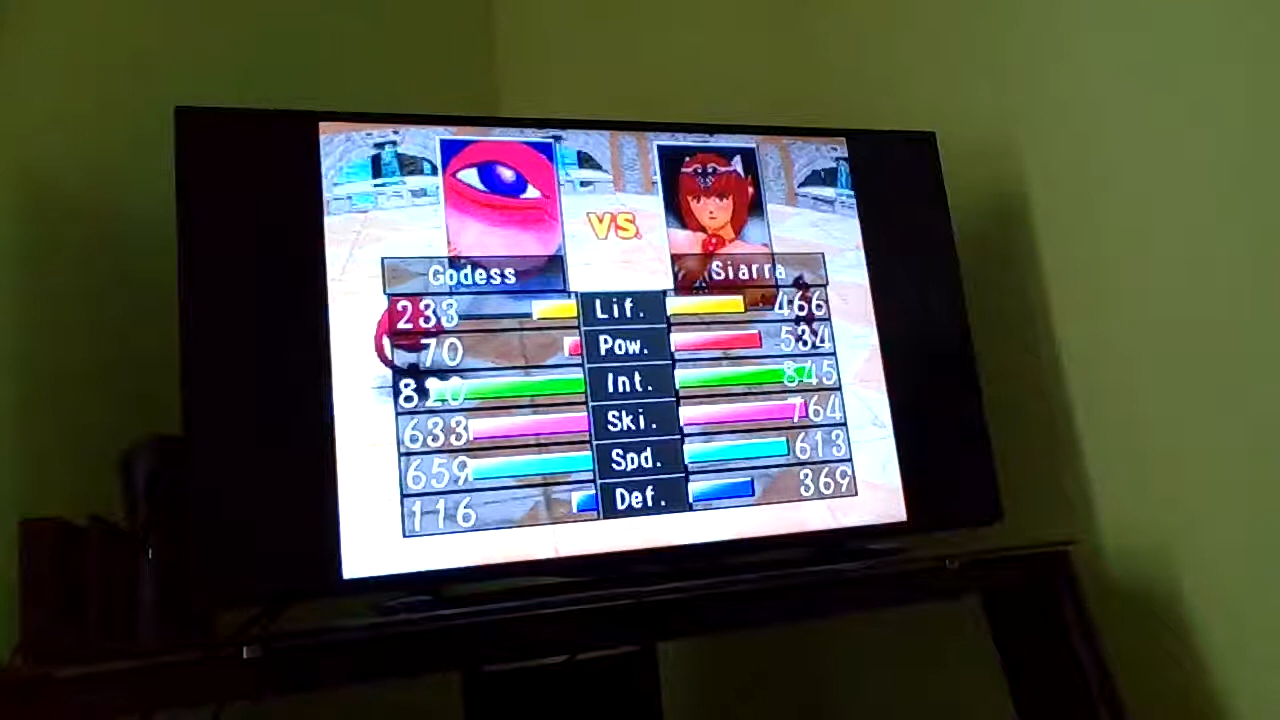 VS.
Godess Siarra
233 Lif. 466
70 Pow. 534
820 Int. 845
633 Ski. 764
659 Spd. 613
116 Def. 369